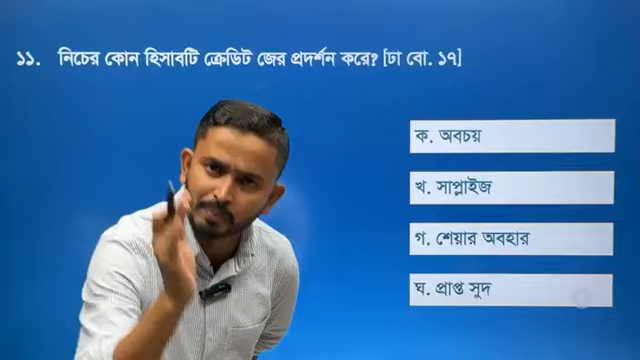 ১১. নিচের কোন হিসাবটি ক্রেডিট জের প্রদর্শন করে? [ঢা বো. ১৭]
ক. অবচয়
খ. সাপ্লাইজ
গ. শেয়ার অবহার
ঘ. প্রাপ্ত সুদ